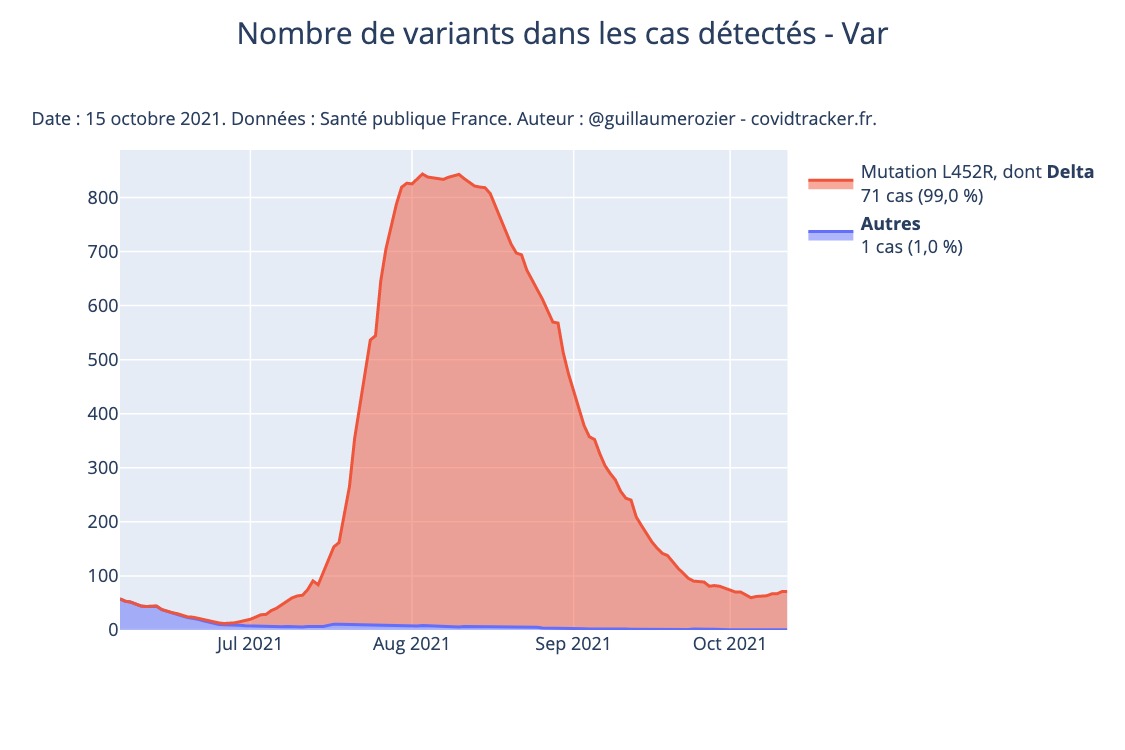 Nombre de variants dans les cas détectés - Var
Date : 15 octobre 2021. Données : Santé publique France. Auteur : @guillaumerozier - covidtracker.fr.
Mutation L452R, dont Delta
71 cas (99,0 %)
Autres
1 cas (1,0 %)
800
700
600
500
400
300
200
100
0
Jul 2021 Aug 2021 Sep 2021 Oct 2021